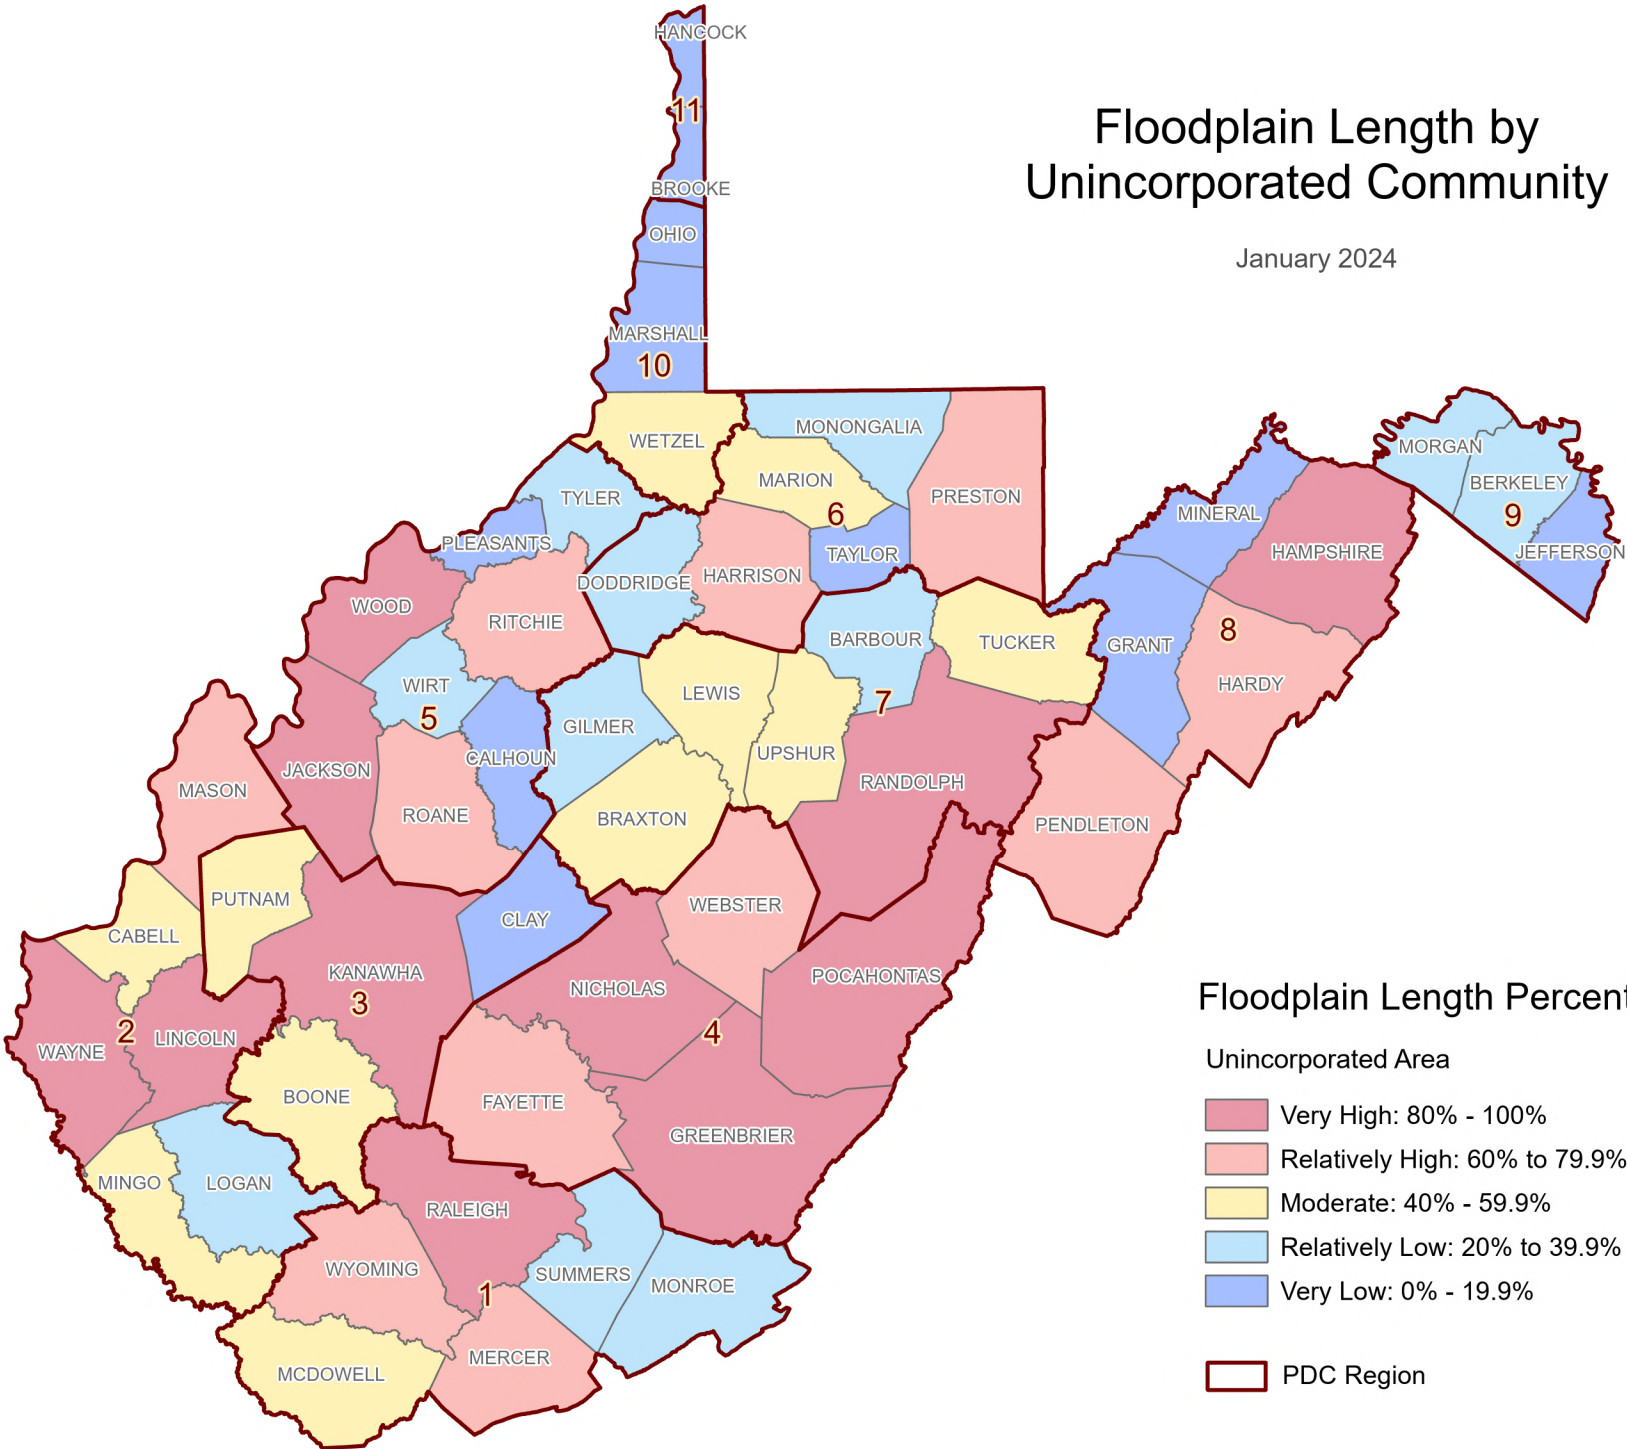 HANCOCK
11
Floodplain Length by
Unincorporated Community
BROOKE
OHIO
January 2024
MARSHALL
10
WETZEL
MONONGALIA
MORGAN
MARION
BERKELEY
TYLER
PRESTON
6
MINERAL
9
PLEASANTS
TAYLOR
HAMPSHIRE
JEFFERSON
DODDRIDGE
HARRISON
WOOD
RITCHIE
8
BARBOUR
TUCKER
GRANT
WIRT
LEWIS
HARDY
5
7
GILMER
CALHOUN
UPSHUR
JACKSON
RANDOLPH
MASON
ROANE
BRAXTON
PENDLETON
PUTNAM
WEBSTER
CLAY
CABELL
KANAWHA
POCAHONTAS
NICHOLAS
3
Floodplain Length Percent
2
4
LINCOLN
WAYNE
Unincorporated Area
BOONE
FAYETTE
Very High: 80% - 100%
GREENBRIER
Relatively High: 60% to 79.9%
MINGO
LOGAN
Moderate: 40% - 59.9%
RALEIGH
Relatively Low: 20% to 39.9%
WYOMING
SUMMERS
MONROE
1
Very Low: 0% - 19.9%
MERCER
MCDOWELL
PDC Region